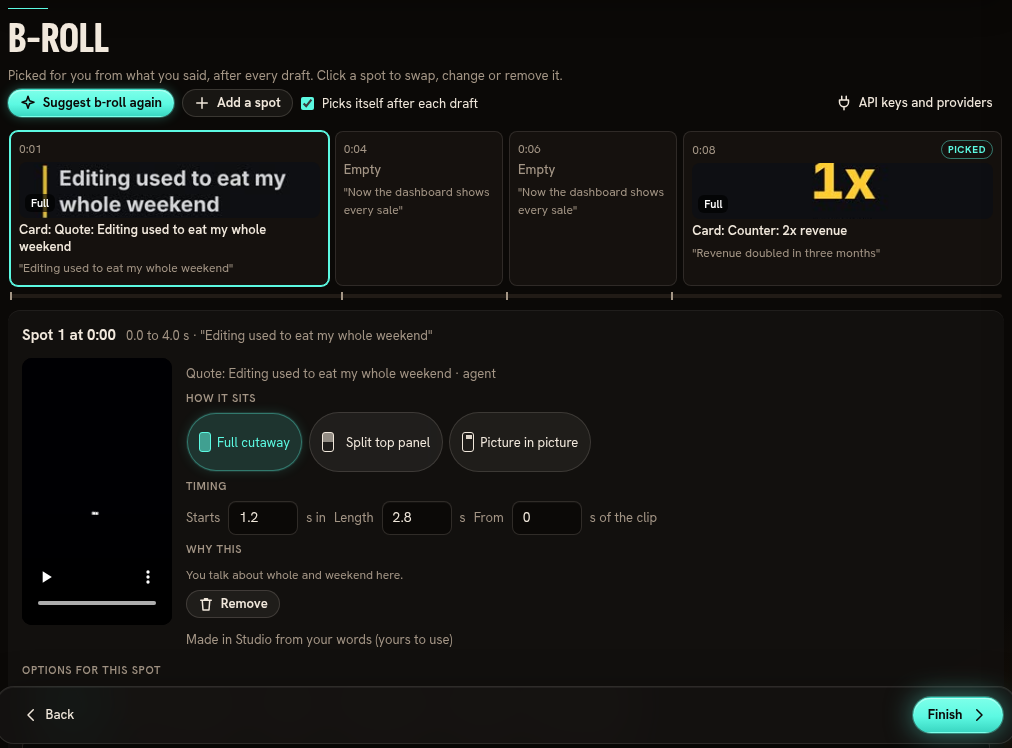 B-ROLL
Picked for you from what you said, after every draft. Click a spot to swap, change or remove it.
Suggest b-roll again
Add a spot
Picks itself after each draft
API keys and providers
0:01
Editing used to eat my
whole weekend
Full
Card: Quote: Editing used to eat my whole
weekend
"Editing used to eat my whole weekend"
0:04
Empty
"Now the dashboard shows
every sale"
0:06
Empty
"Now the dashboard shows
every sale"
0:08
PICKED
1x
Full
Card: Counter: 2x revenue
"Revenue doubled in three months"
Spot 1 at 0:00 0.0 to 4.0 s · "Editing used to eat my whole weekend"
Quote: Editing used to eat my whole weekend · agent
HOW IT SITS
Full cutaway
Split top panel
Picture in picture
TIMING
Starts 1.2 s in Length 2.8 s From 0 s of the clip
WHY THIS
You talk about whole and weekend here.
Remove
Made in Studio from your words (yours to use)
OPTIONS FOR THIS SPOT
Back
Finish